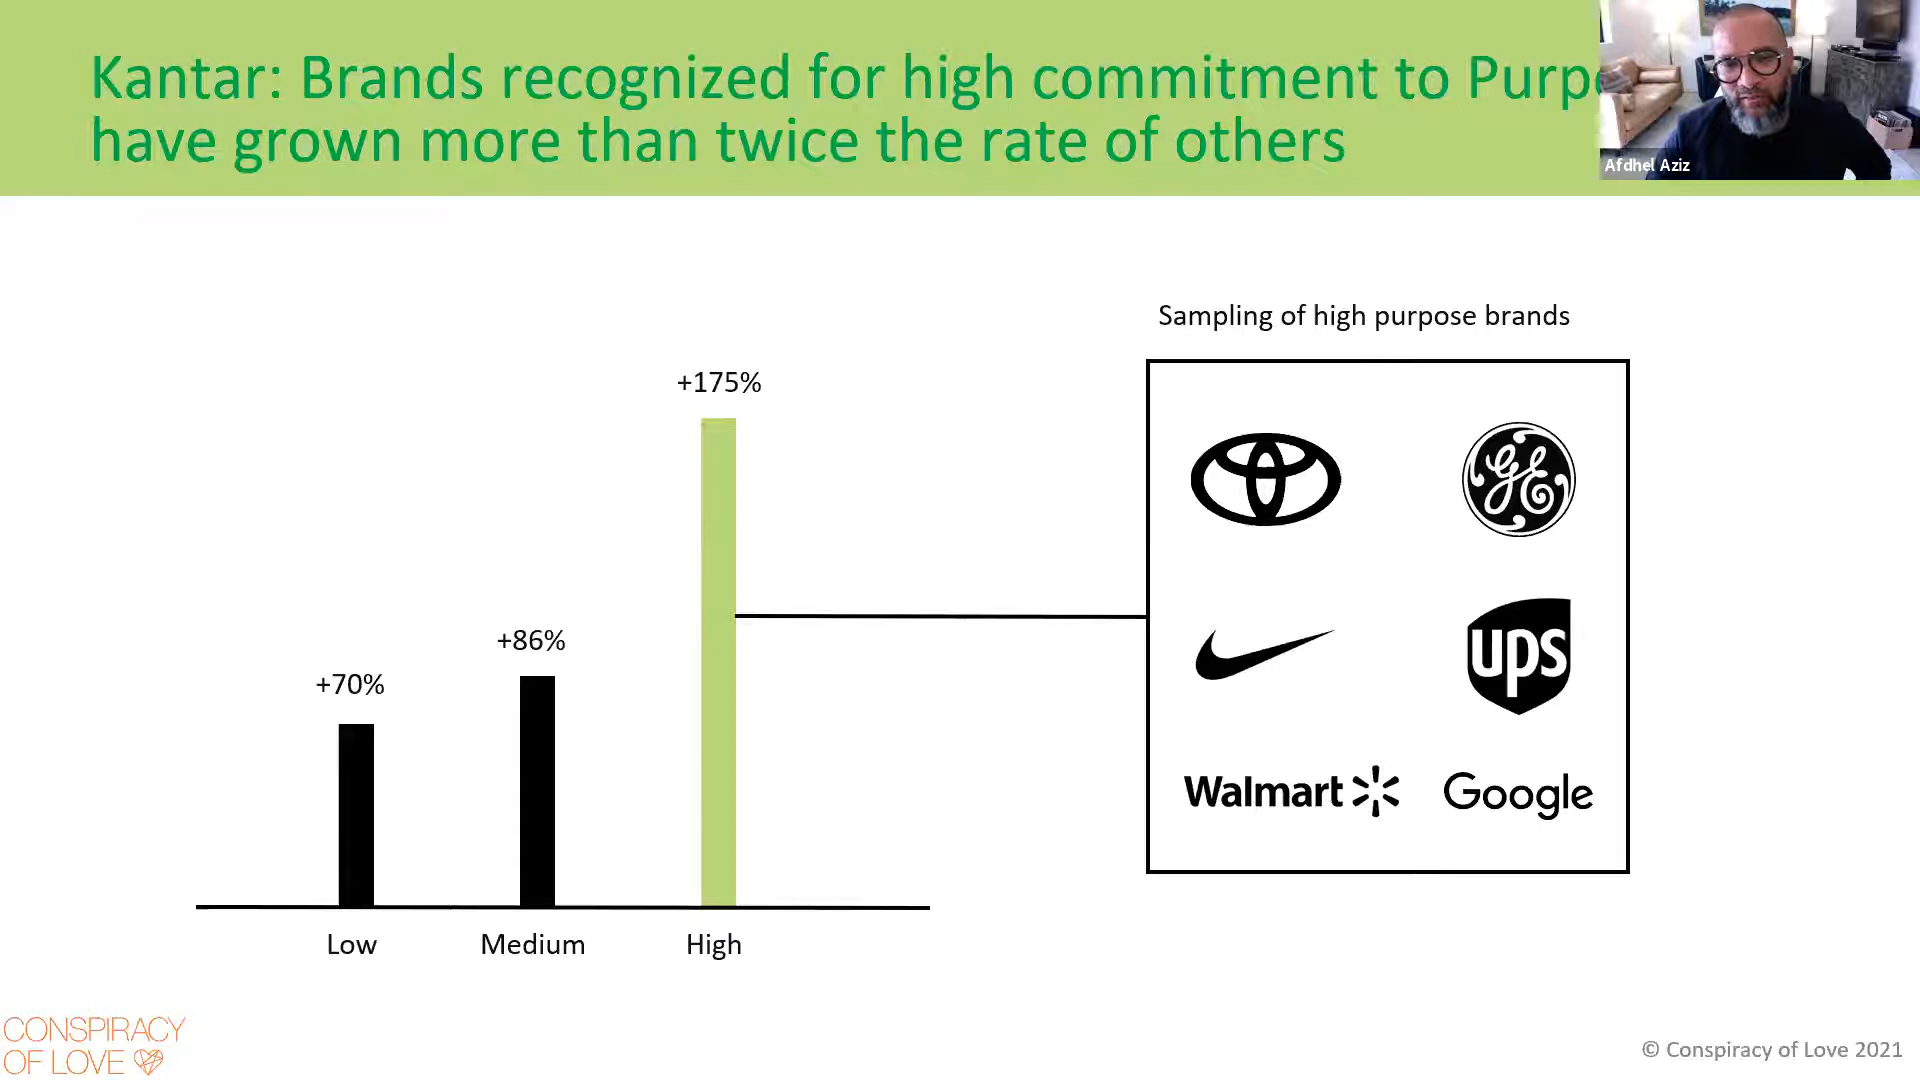 Kantar: Brands recognized for high commitment to Purp
have grown more than twice the rate of others
Afdhel Aziz
Sampling of high purpose brands
+175%
+86%
+70%
GE
ups
Walmart
Google
Low Medium High
CONSPIRACY
OF LOVE
© Conspiracy of Love 2021